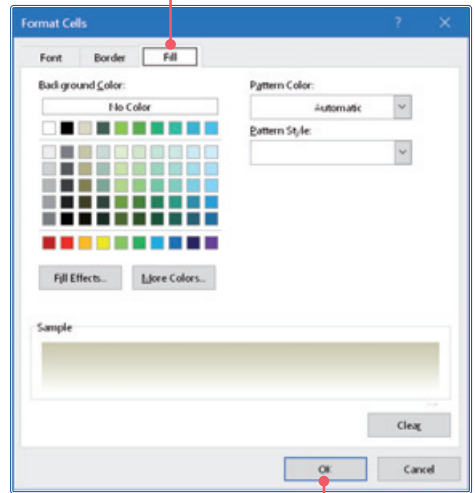 Format Cells ?
Font Border Fill
Background Color:
No Color
Pattern Color:
Automatic
Pattern Style:
Fill Effects...
More Colors...
Sample
Clear
OK Cancel